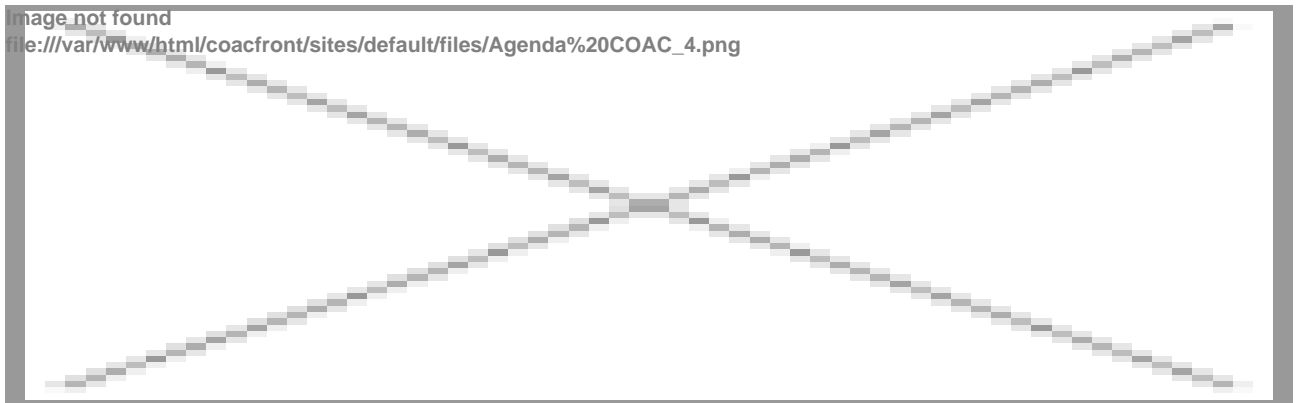 Image not found
file:///var/www/html/coacfront/sites/default/files/Agenda%20COAC_4.png